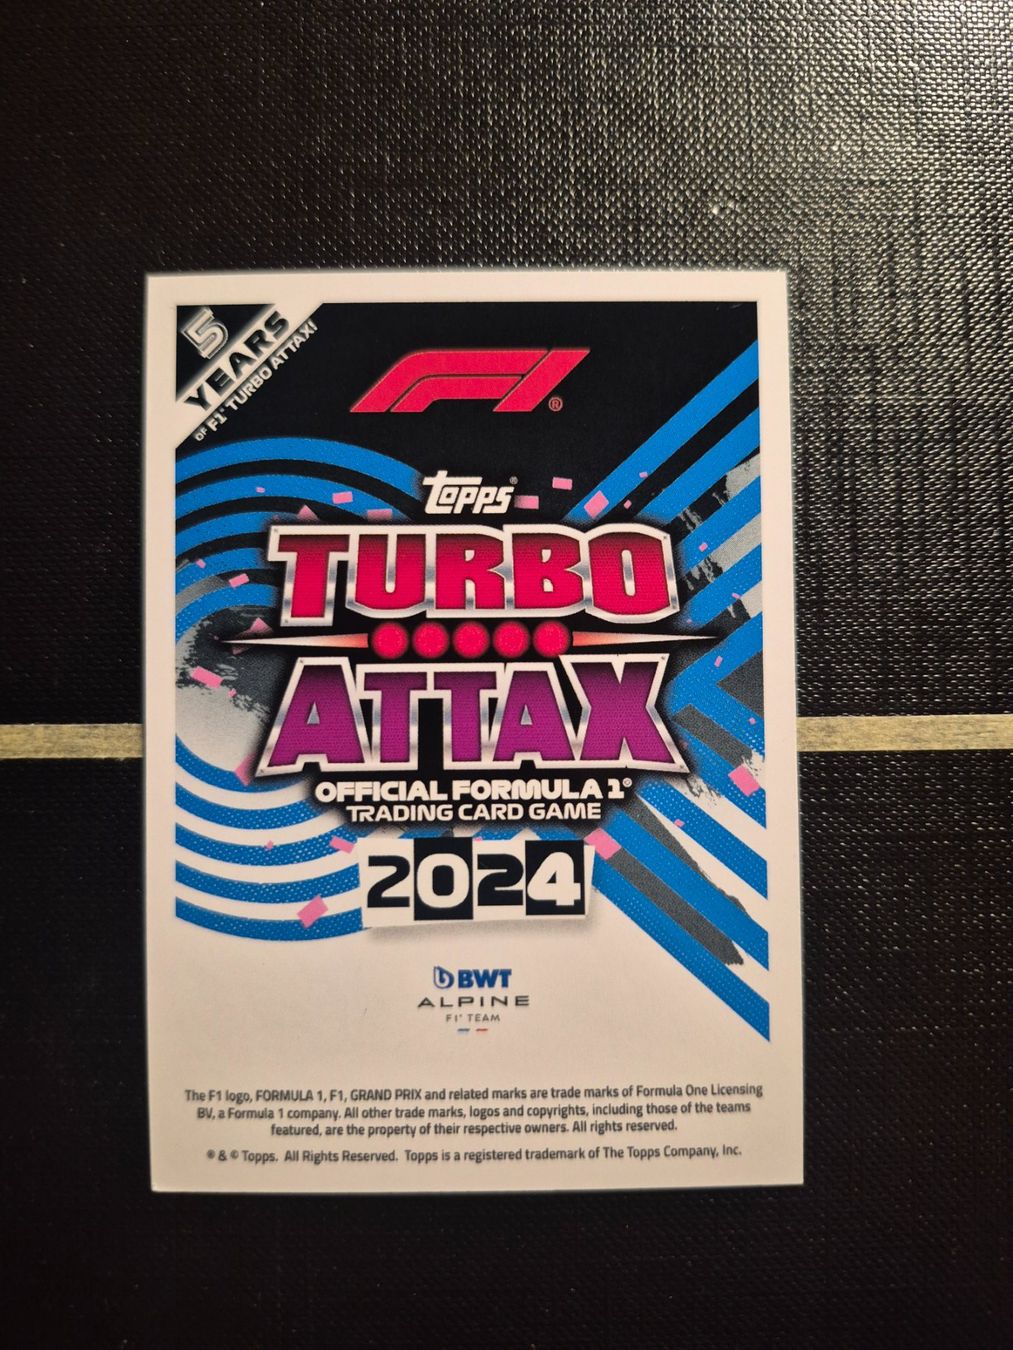 5
YEARS
OF F1® TURBO ATTAX!
F1®
Topps®
TURBO
ATTAX
OFFICIAL FORMULA 1®
TRADING CARD GAME
2024
BWT
ALPINE
F1® TEAM
The F1 logo, FORMULA 1, F1, GRAND PRIX and related marks are trade marks of Formula One Licensing
BV, a Formula 1 company. All other trade marks, logos and copyrights, including those of the teams
featured, are the property of their respective owners. All rights reserved.
® & © Topps. All Rights Reserved. Topps is a registered trademark of The Topps Company, Inc.